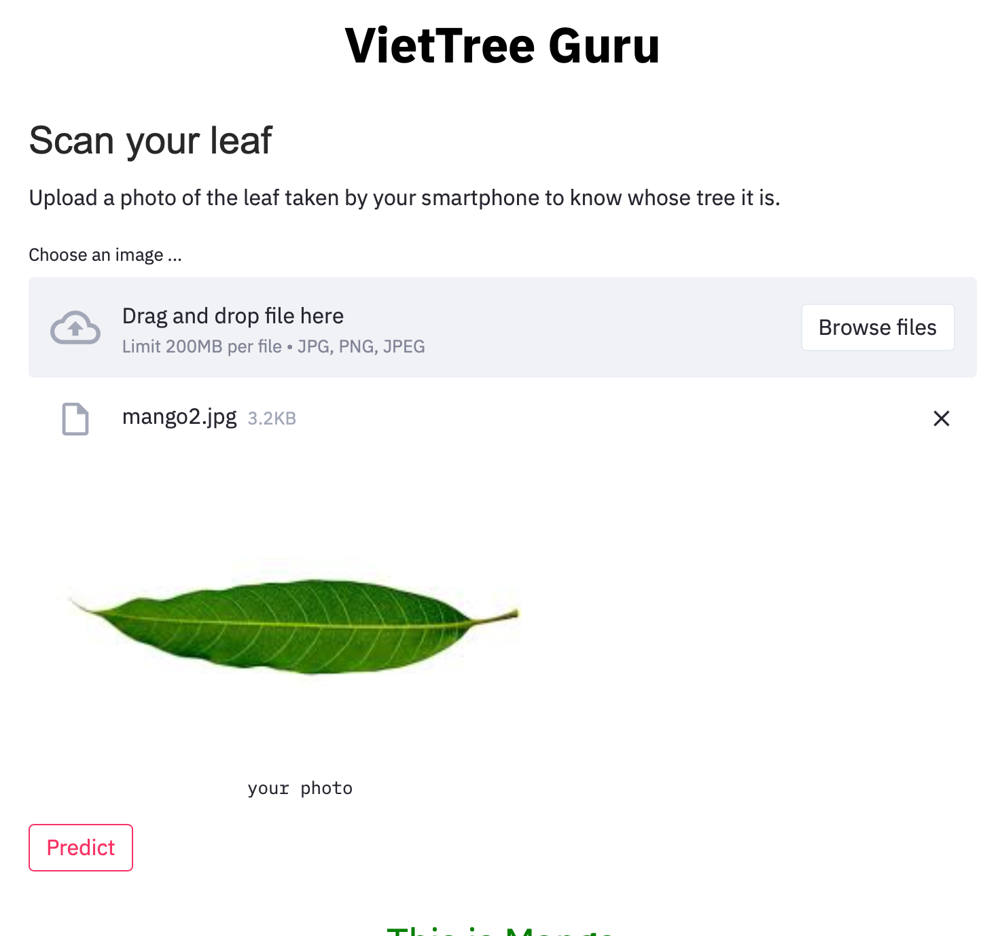 VietTree Guru
Scan your leaf
Upload a photo of the leaf taken by your smartphone to know whose tree it is.
Choose an image ...
Drag and drop file here
Limit 200MB per file • JPG, PNG, JPEG
Browse files
mango2.jpg 3.2KB
your photo
Predict
This is Mango